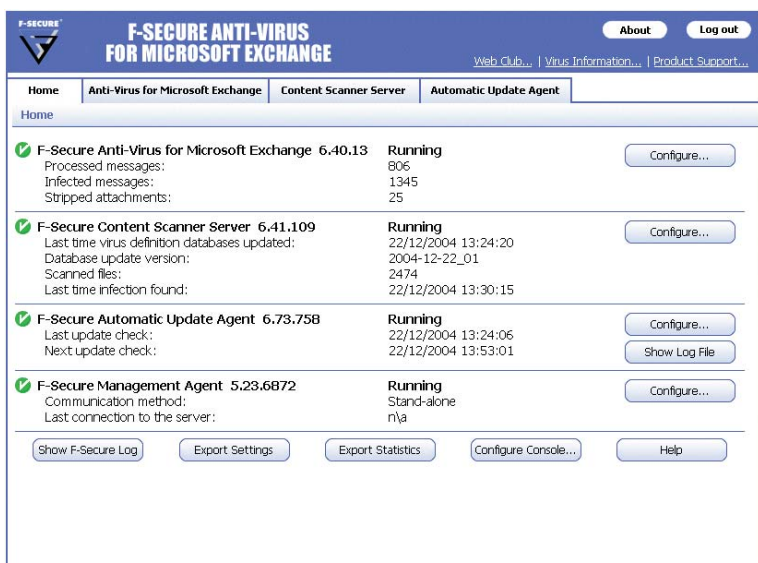 F-SECURE
F-SECURE ANTI-VIRUS
FOR MICROSOFT EXCHANGE
About
Log out
Web Club... | Virus Information... | Product Support...
Home
Anti-Virus for Microsoft Exchange
Content Scanner Server
Automatic Update Agent
Home
F-Secure Anti-Virus for Microsoft Exchange 6.40.13 Running
Configure...
Processed messages: 806
Infected messages: 1345
Stripped attachments: 25
F-Secure Content Scanner Server 6.41.109 Running
Configure...
Last time virus definition databases updated: 22/12/2004 13:24:20
Database update version: 2004-12-22_01
Scanned files: 2474
Last time infection found: 22/12/2004 13:30:15
F-Secure Automatic Update Agent 6.73.758 Running
Configure...
Last update check: 22/12/2004 13:24:06
Next update check: 22/12/2004 13:53:01
Show Log File
F-Secure Management Agent 5.23.6872 Running
Configure...
Communication method: Stand-alone
Last connection to the server: n\a
Show F-Secure Log
Export Settings
Export Statistics
Configure Console...
Help